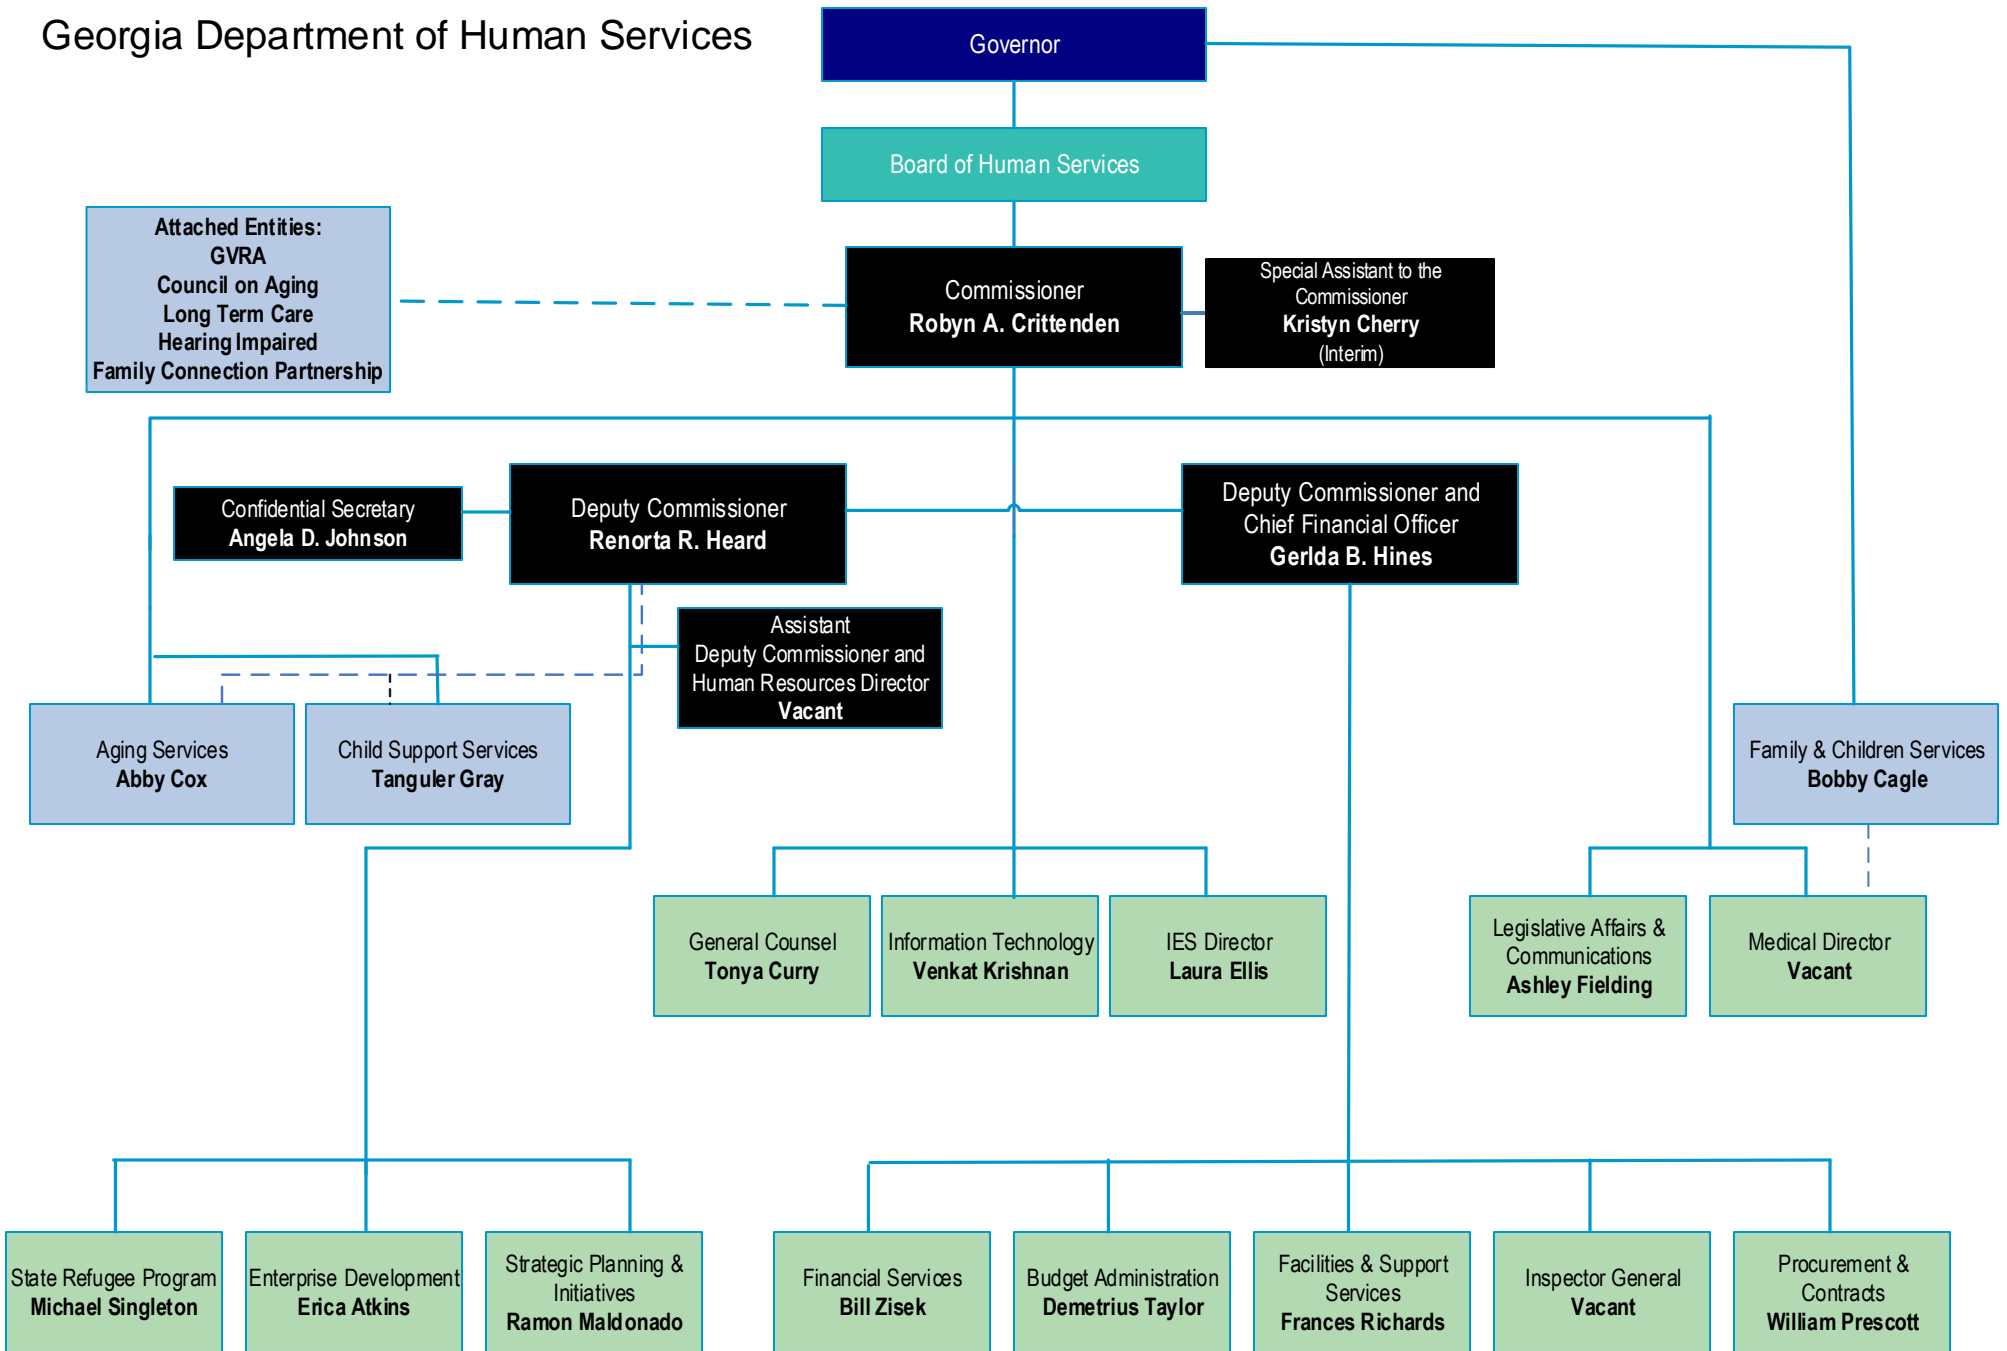 Georgia Department of Human Services
Governor
Board of Human Services
Attached Entities:
GVRA
Council on Aging
Long Term Care
Hearing Impaired
Family Connection Partnership
Commissioner
Robyn A. Crittenden
Special Assistant to the
Commissioner
Kristyn Cherry
(Interim)
Confidential Secretary
Angela D. Johnson
Deputy Commissioner
Renorta R. Heard
Deputy Commissioner and
Chief Financial Officer
Gerlda B. Hines
Assistant
Deputy Commissioner and
Human Resources Director
Vacant
Aging Services
Abby Cox
Child Support Services
Tanguler Gray
Family & Children Services
Bobby Cagle
General Counsel
Tonya Curry
Information Technology
Venkat Krishnan
IES Director
Laura Ellis
Legislative Affairs &
Communications
Ashley Fielding
Medical Director
Vacant
State Refugee Program
Michael Singleton
Enterprise Development
Erica Atkins
Strategic Planning &
Initiatives
Ramon Maldonado
Financial Services
Bill Zisek
Budget Administration
Demetrius Taylor
Facilities & Support
Services
Frances Richards
Inspector General
Vacant
Procurement &
Contracts
William Prescott